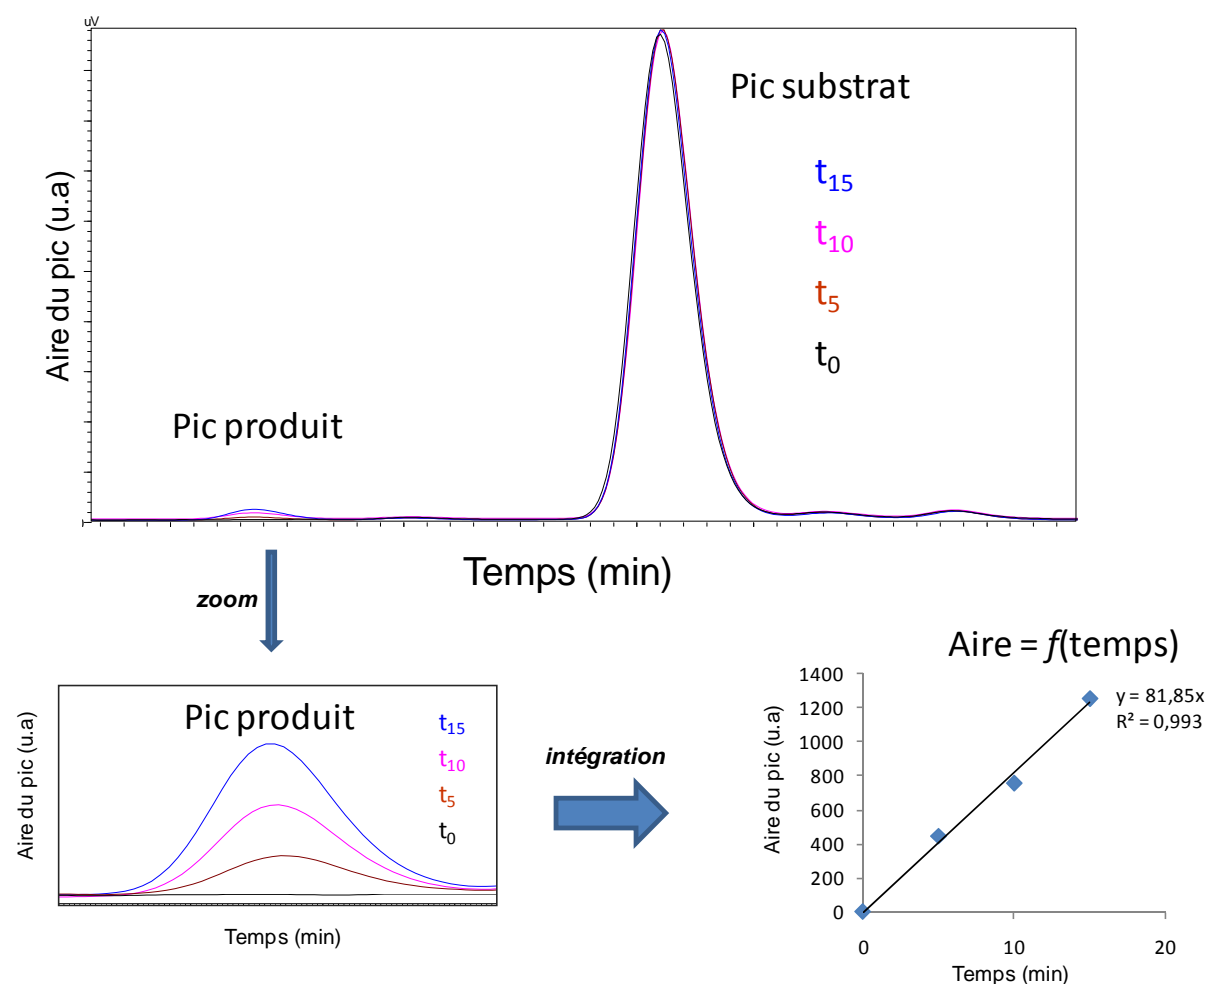 uV
Pic substrat
t15
t10
t5
t0
Aire du pic (u.a)
Pic produit
Temps (min)
zoom
Pic produit
t15
t10
t5
t0
Aire du pic (u.a)
Temps (min)
intégration
Aire = f(temps)
1400
1200
1000
800
600
400
200
0
y = 81,85x
R² = 0,993
Aire du pic (u.a)
0
10
20
Temps (min)